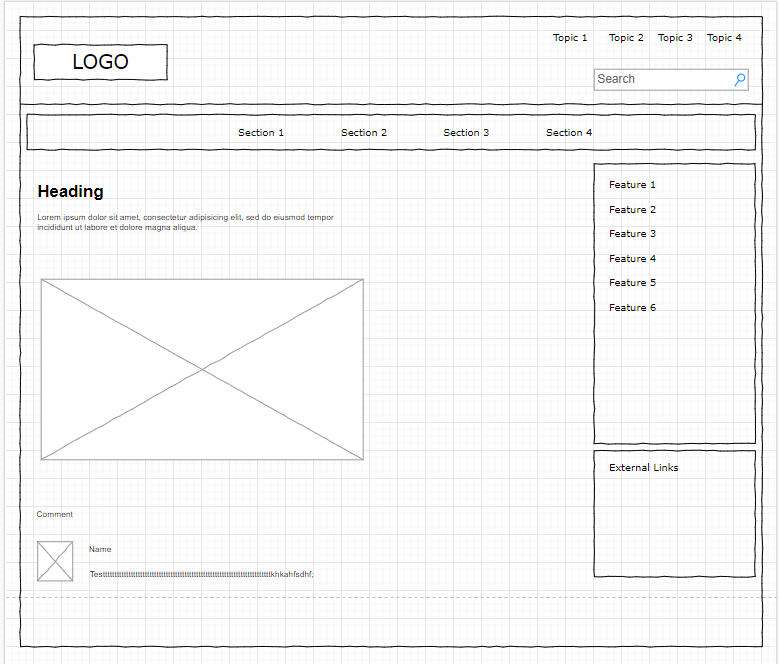 Topic 1 Topic 2 Topic 3 Topic 4
LOGO
Search
Section 1 Section 2 Section 3 Section 4
Heading
Lorem ipsum dolor sit amet, consectetur adipisicing elit, sed do eiusmod tempor
incididunt ut labore et dolore magna aliqua.
Feature 1
Feature 2
Feature 3
Feature 4
Feature 5
Feature 6
External Links
Comment
Name